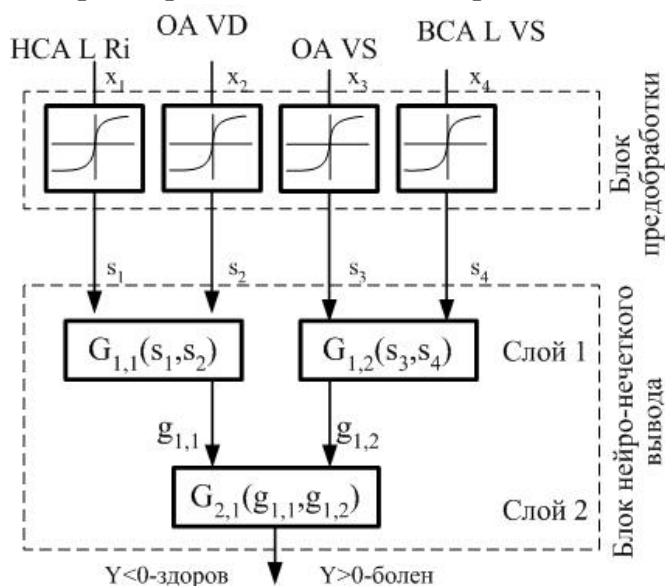 HCA L Ri
OA VD
OA VS
BCA L VS
x₁
x₂
x₃
x₄
Блок
предобработки
s₁
s₂
s₃
s₄
G₁,₁(s₁,s₂)
G₁,₂(s₃,s₄)
Слой 1
g₁,₁
g₁,₂
G₂,₁(g₁,₁,g₁,₂)
Слой 2
Блок нейро-нечеткого
вывода
Y<0-здоров
Y>0-болен